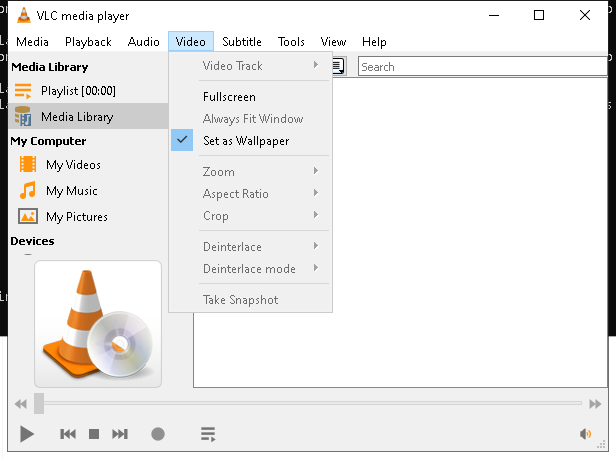 VLC media player
Media Playback Audio Video Subtitle Tools View Help
Media Library
Playlist [00:00]
Media Library
My Computer
My Videos
My Music
My Pictures
Devices
Video Track
Fullscreen
Always Fit Window
Set as Wallpaper
Zoom
Aspect Ratio
Crop
Deinterlace
Deinterlace mode
Take Snapshot
Search